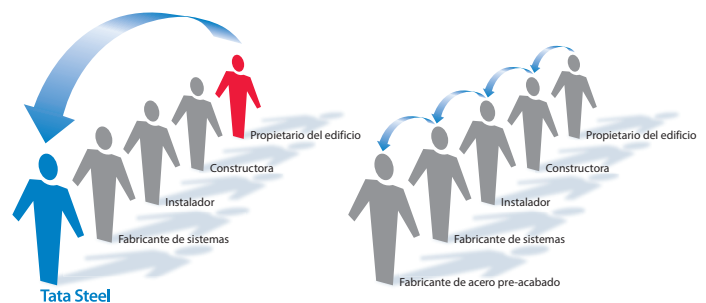 Propietario del edificio
Constructora
Instalador
Fabricante de sistemas
Tata Steel
Propietario del edificio
Constructora
Instalador
Fabricante de sistemas
Fabricante de acero pre-acabado